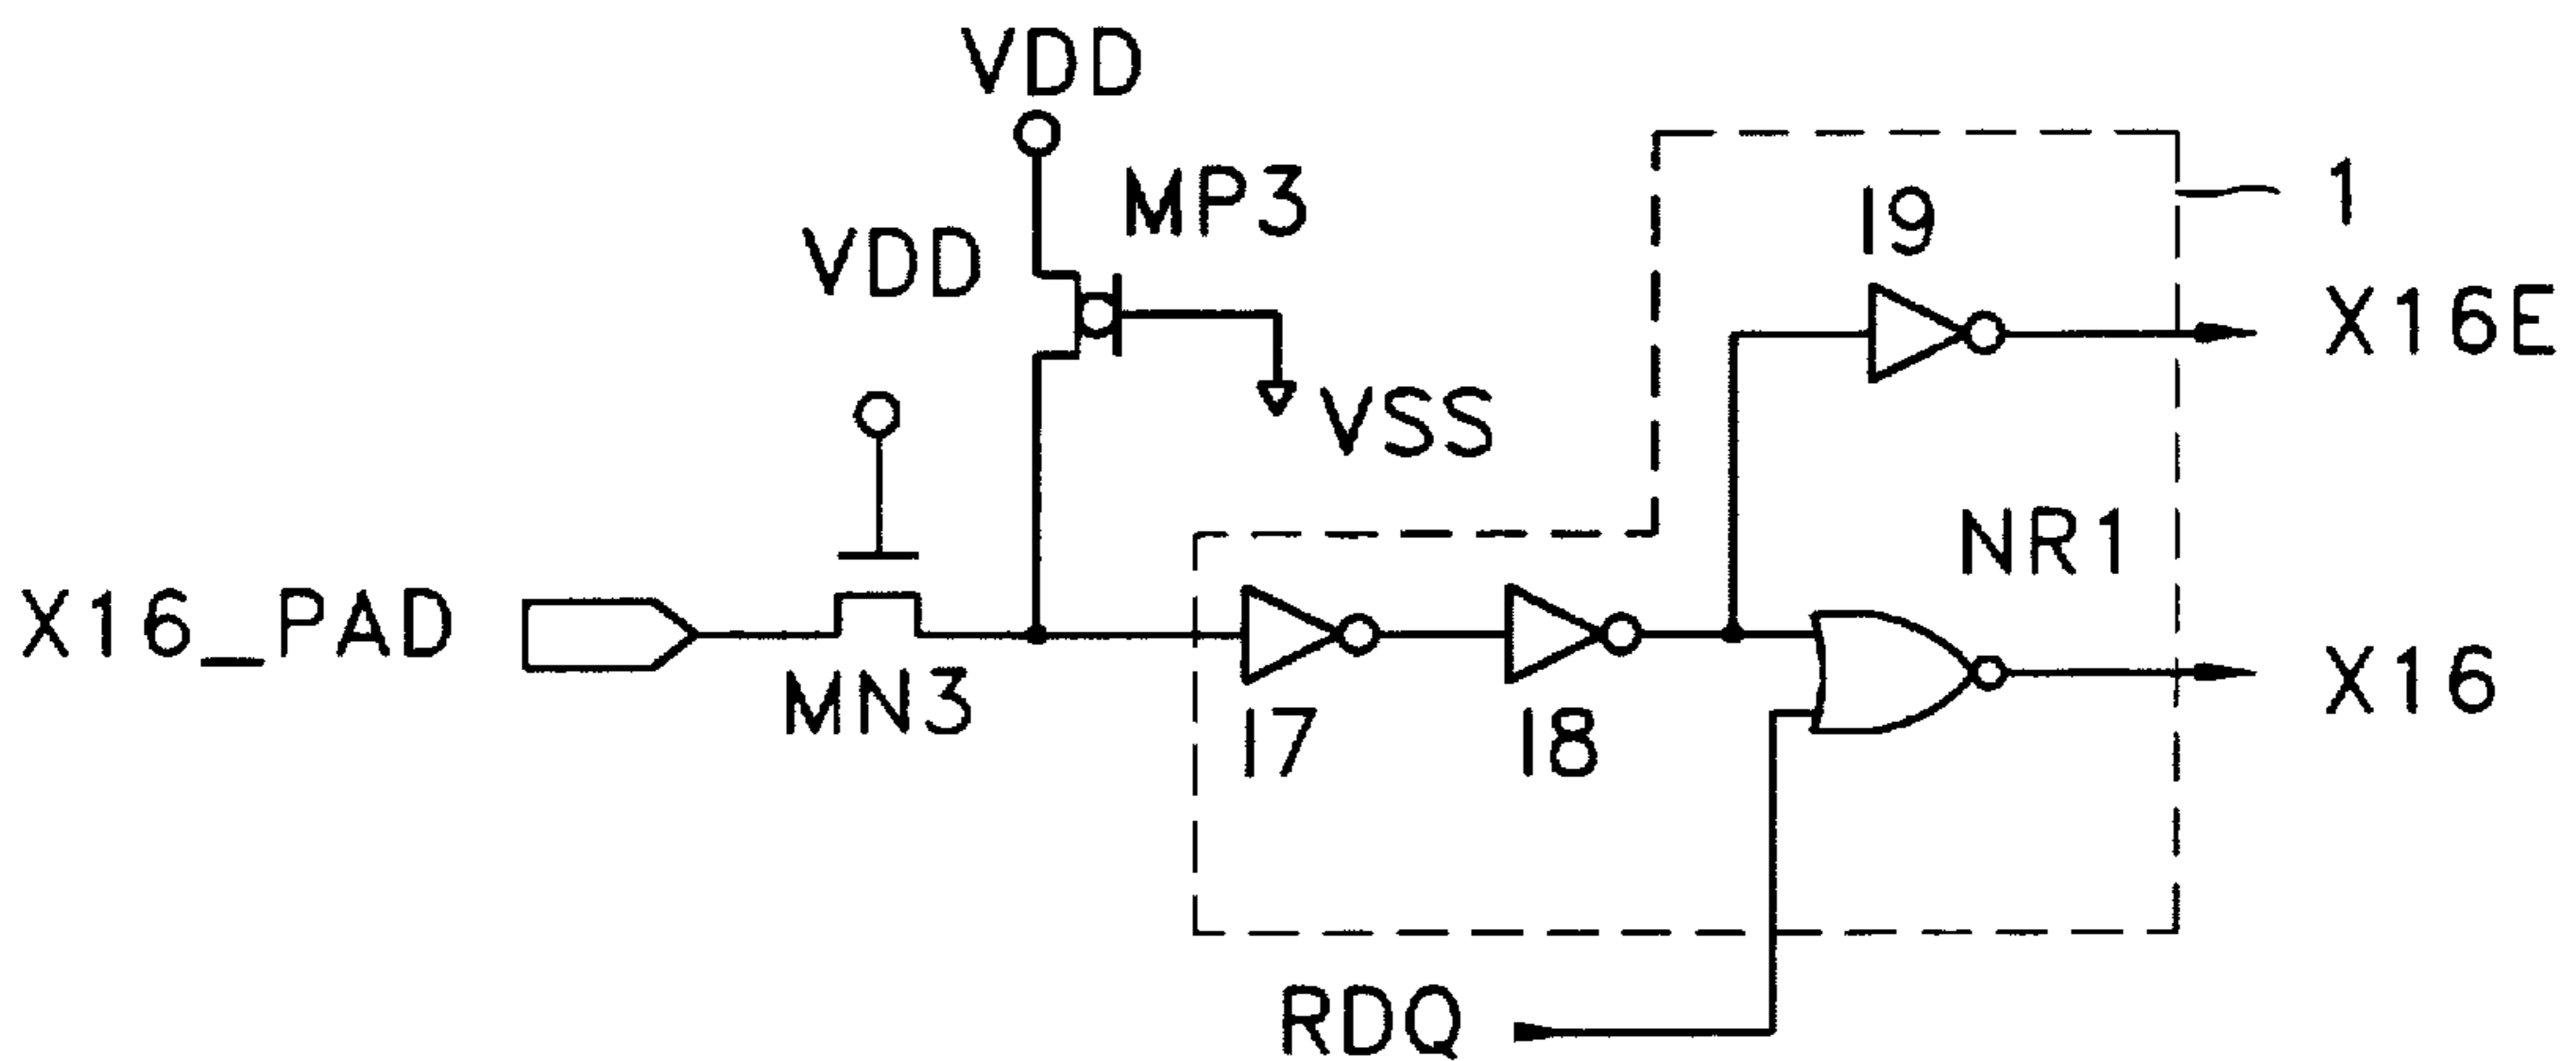 VDD
MP3
VDD
I9
1
X16E
VSS
NR1
X16_PAD
X16
MN3
I7
I8
RDQ